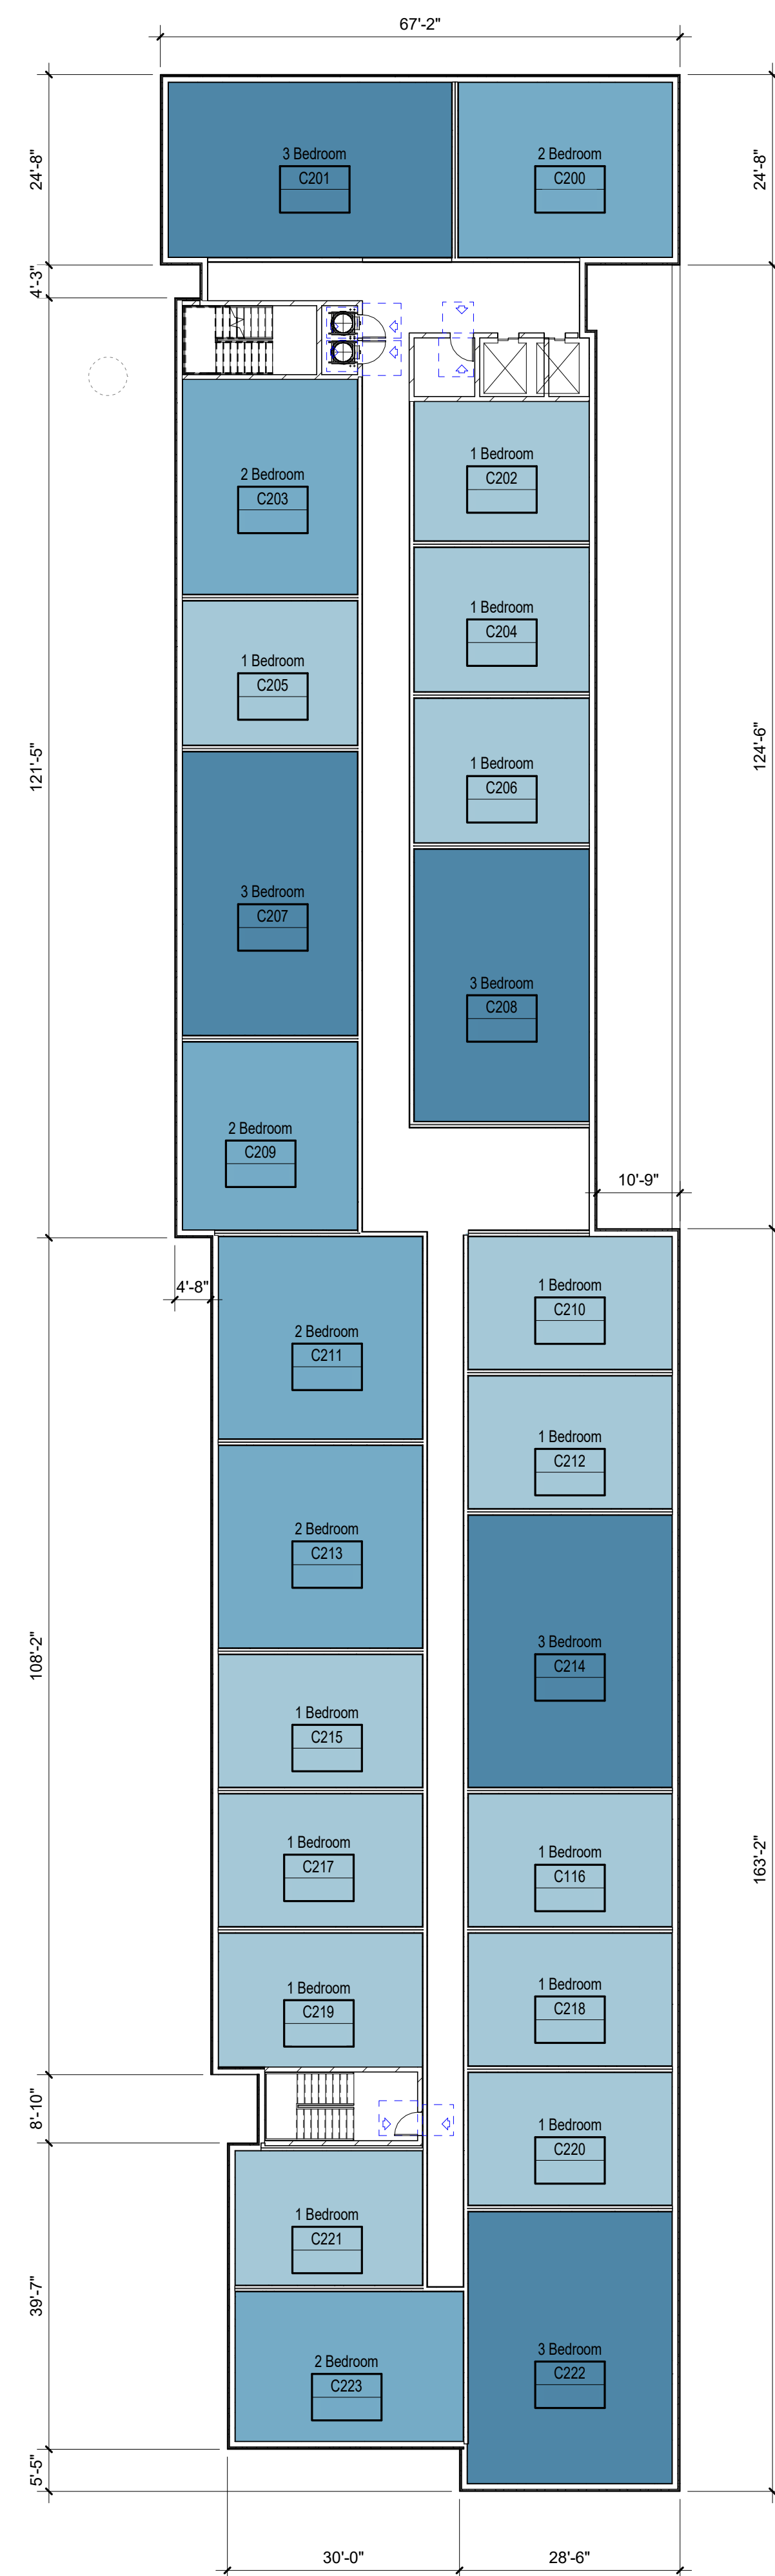 67'-2"
24'-8"
24'-8"
3 Bedroom
C201
2 Bedroom
C200
4'-3"
1 Bedroom
C202
2 Bedroom
C203
1 Bedroom
C204
1 Bedroom
C205
121'-5"
124'-6"
1 Bedroom
C206
3 Bedroom
C207
3 Bedroom
C208
2 Bedroom
C209
10'-9"
4'-8"
1 Bedroom
C210
2 Bedroom
C211
1 Bedroom
C212
2 Bedroom
C213
108'-2"
3 Bedroom
C214
1 Bedroom
C215
1 Bedroom
C217
1 Bedroom
C116
163'-2"
1 Bedroom
C219
1 Bedroom
C218
8'-10"
1 Bedroom
C220
1 Bedroom
C221
39'-7"
2 Bedroom
C223
3 Bedroom
C222
5'-5"
30'-0"
28'-6"